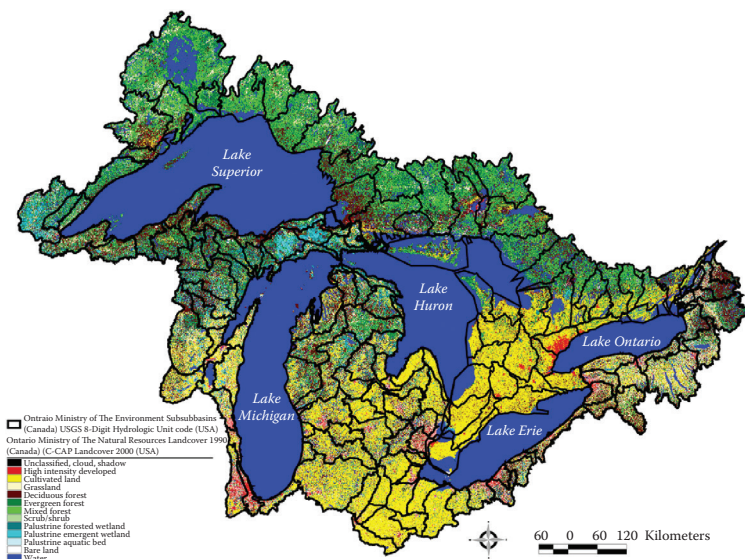 Lake
Superior
Lake
Huron
Lake Ontario
Lake
Michigan
Lake Erie
Ontraio Ministry of The Environment Subsubbasins
(Canada) USGS 8-Digit Hydrologic Unit code (USA)
Ontario Ministry of The Natural Resources Landcover 1990
(Canada) (C-CAP Landcover 2000 (USA)
Unclassified, cloud, shadow
High intensity developed
Cultivated land
Grassland
Deciduous forest
Evergreen forest
Mixed forest
Scrub/shrub
Palustrine forested wetland
Palustrine emergent wetland
Palustrine aquatic bed
Bare land
Water
60 0 60 120 Kilometers